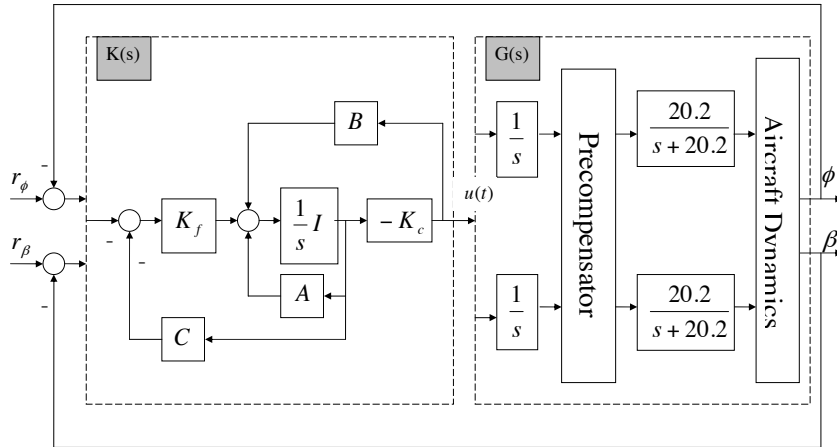 K(s)
G(s)
B
1/s
20.2/(s + 20.2)
-
r_ϕ
K_f
1/s I
- K_c
u(t)
Precompensator
Aircraft Dynamics
ϕ
-
r_β
-
A
β
-
C
1/s
20.2/(s + 20.2)
-